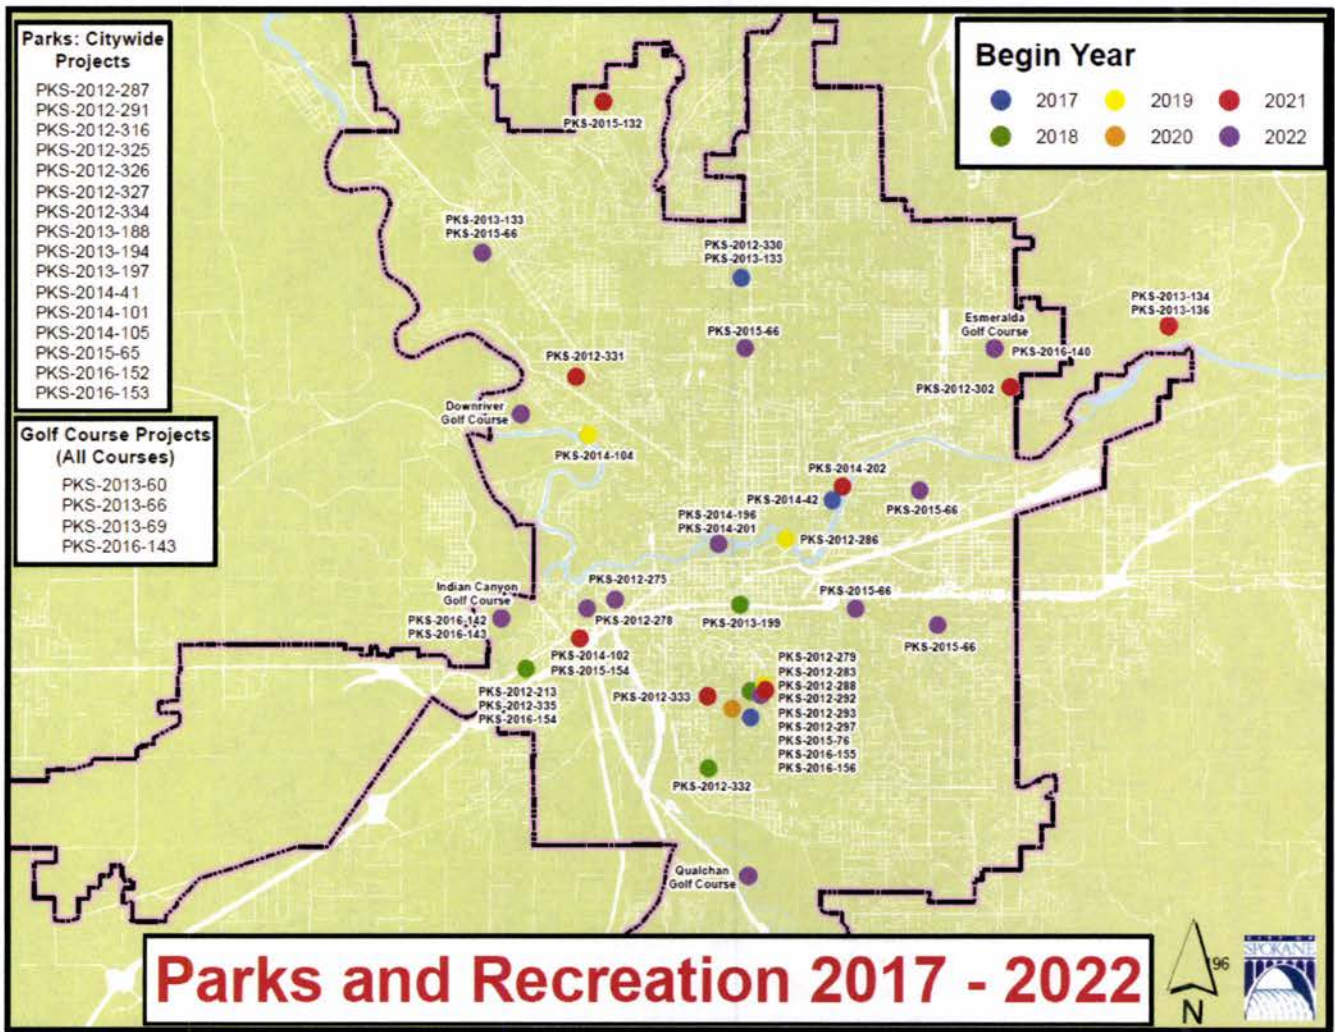 Parks: Citywide
Projects
PKS-2012-287
PKS-2012-291
PKS-2012-316
PKS-2012-325
PKS-2012-326
PKS-2012-327
PKS-2012-334
PKS-2013-188
PKS-2013-194
PKS-2013-197
PKS-2014-41
PKS-2014-101
PKS-2014-105
PKS-2015-65
PKS-2016-152
PKS-2016-153
Golf Course Projects
(All Courses)
PKS-2013-60
PKS-2013-66
PKS-2013-69
PKS-2016-143
Begin Year
2017 2019 2021
2018 2020 2022
PKS-2015-132
PKS-2013-133
PKS-2015-66
PKS-2012-330
PKS-2013-133
PKS-2015-66
PKS-2013-134
PKS-2013-136
Esmeralda
Golf Course
PKS-2016-140
PKS-2012-331
PKS-2012-302
Downriver
Golf Course
PKS-2014-104
PKS-2014-202
PKS-2014-42
PKS-2015-66
PKS-2014-196
PKS-2014-201
PKS-2012-286
PKS-2012-275
Indian Canyon
Golf Course
PKS-2016-142
PKS-2016-143
PKS-2012-278
PKS-2013-199
PKS-2015-66
PKS-2015-66
PKS-2014-102
PKS-2015-154
PKS-2012-213
PKS-2012-335
PKS-2016-154
PKS-2012-333
PKS-2012-279
PKS-2012-283
PKS-2012-288
PKS-2012-292
PKS-2012-293
PKS-2012-297
PKS-2015-76
PKS-2016-155
PKS-2016-156
PKS-2012-332
Qualchan
Golf Course
Parks and Recreation 2017 - 2022
96
N
CITY OF
SPOKANE